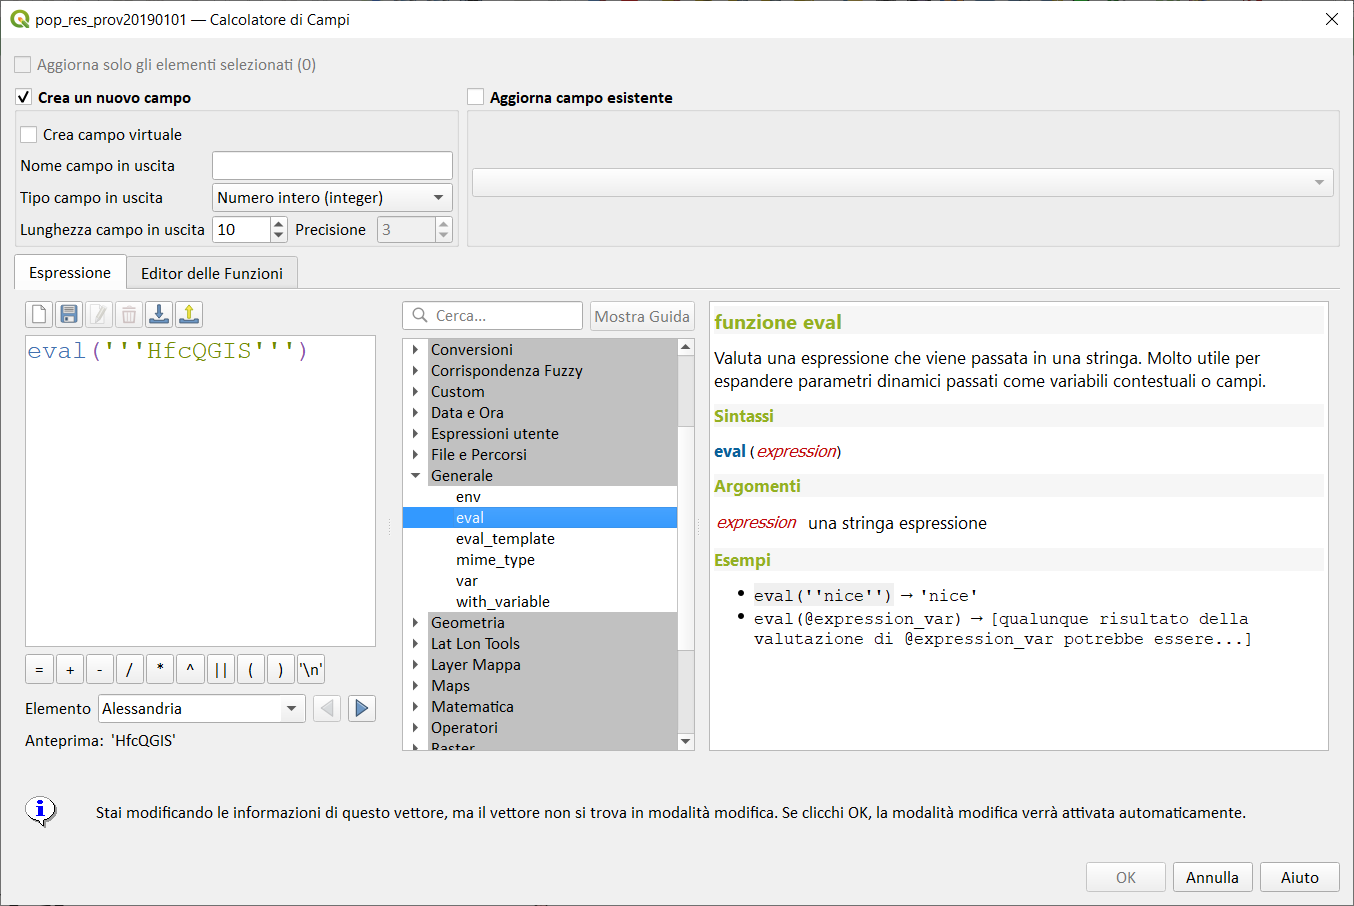 pop_res_prov20190101 — Calcolatore di Campi
Aggiorna solo gli elementi selezionati (0)
Crea un nuovo campo
Aggiorna campo esistente
Crea campo virtuale
Nome campo in uscita
Tipo campo in uscita Numero intero (integer)
Lunghezza campo in uscita 10 Precisione 3
Espressione Editor delle Funzioni
eval('''HfcQGIS''')
= + - / * ^ || ( ) '\n'
Elemento Alessandria
Anteprima: 'HfcQGIS'
Cerca... Mostra Guida
Conversioni
Corrispondenza Fuzzy
Custom
Data e Ora
Espressioni utente
File e Percorsi
Generale
env
eval
eval_template
mime_type
var
with_variable
Geometria
Lat Lon Tools
Layer Mappa
Maps
Matematica
Operatori
Raster
funzione eval
Valuta una espressione che viene passata in una stringa. Molto utile per
espandere parametri dinamici passati come variabili contestuali o campi.
Sintassi
eval(expression)
Argomenti
expression una stringa espressione
Esempi
• eval(''nice'') → 'nice'
• eval(@expression_var) → [qualunque risultato della
valutazione di @expression_var potrebbe essere...]
Stai modificando le informazioni di questo vettore, ma il vettore non si trova in modalità modifica. Se clicchi OK, la modalità modifica verrà attivata automaticamente.
OK Annulla Aiuto